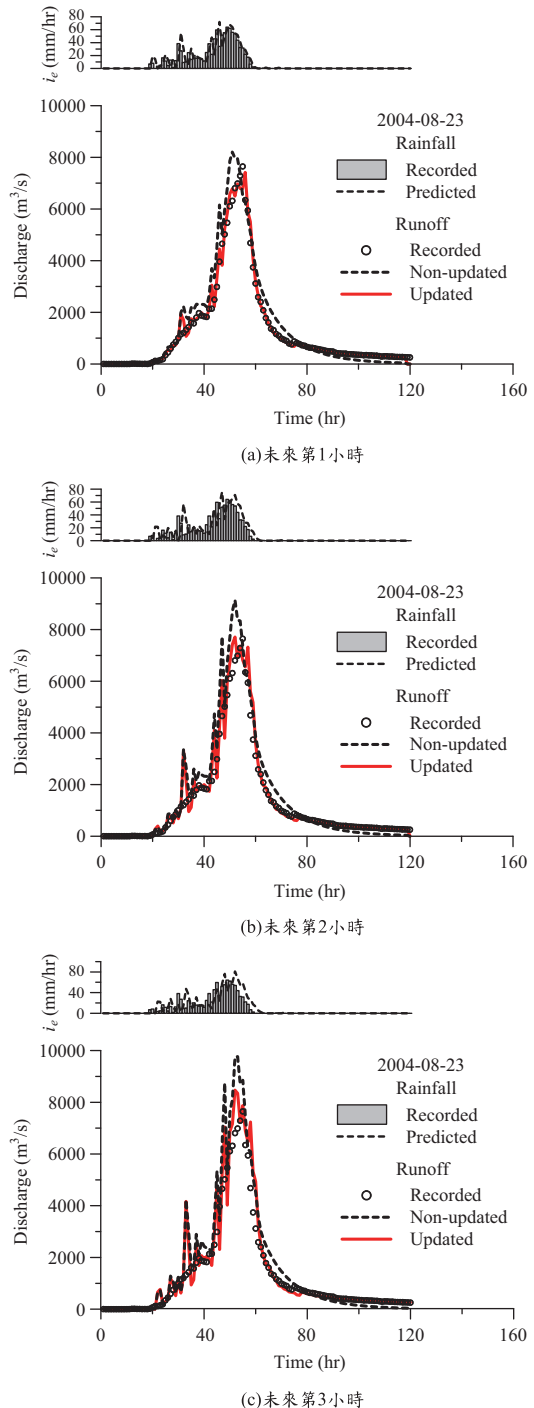 i_e (mm/hr)
80
60
40
20
0
Discharge (m³/s)
10000
8000
6000
4000
2000
0
2004-08-23
Rainfall
Recorded
Predicted
Runoff
Recorded
Non-updated
Updated
0 40 80 120 160
Time (hr)
(a)未來第1小時
i_e (mm/hr)
80
60
40
20
0
Discharge (m³/s)
10000
8000
6000
4000
2000
0
2004-08-23
Rainfall
Recorded
Predicted
Runoff
Recorded
Non-updated
Updated
0 40 80 120 160
Time (hr)
(b)未來第2小時
i_e (mm/hr)
80
40
0
Discharge (m³/s)
10000
8000
6000
4000
2000
0
2004-08-23
Rainfall
Recorded
Predicted
Runoff
Recorded
Non-updated
Updated
0 40 80 120 160
Time (hr)
(c)未來第3小時